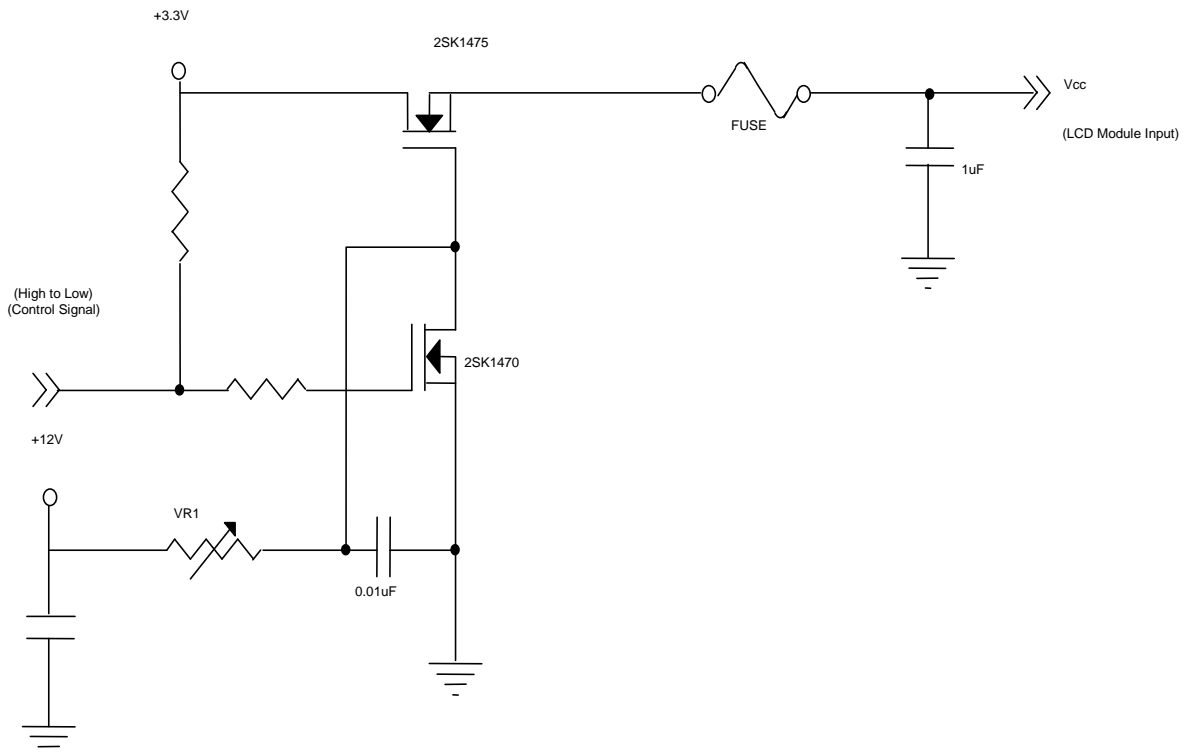 +3.3V
2SK1475
Vcc
FUSE
(LCD Module Input)
1uF
(High to Low)
(Control Signal)
2SK1470
+12V
VR1
0.01uF